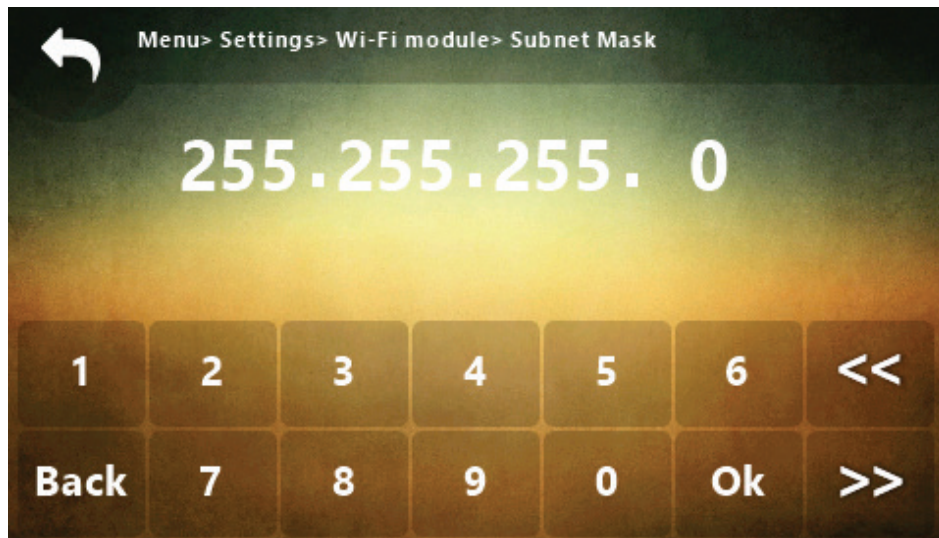 Menu> Settings> Wi-Fi module> Subnet Mask
255.255.255. 0
1 2 3 4 5 6 <<
Back 7 8 9 0 Ok >>